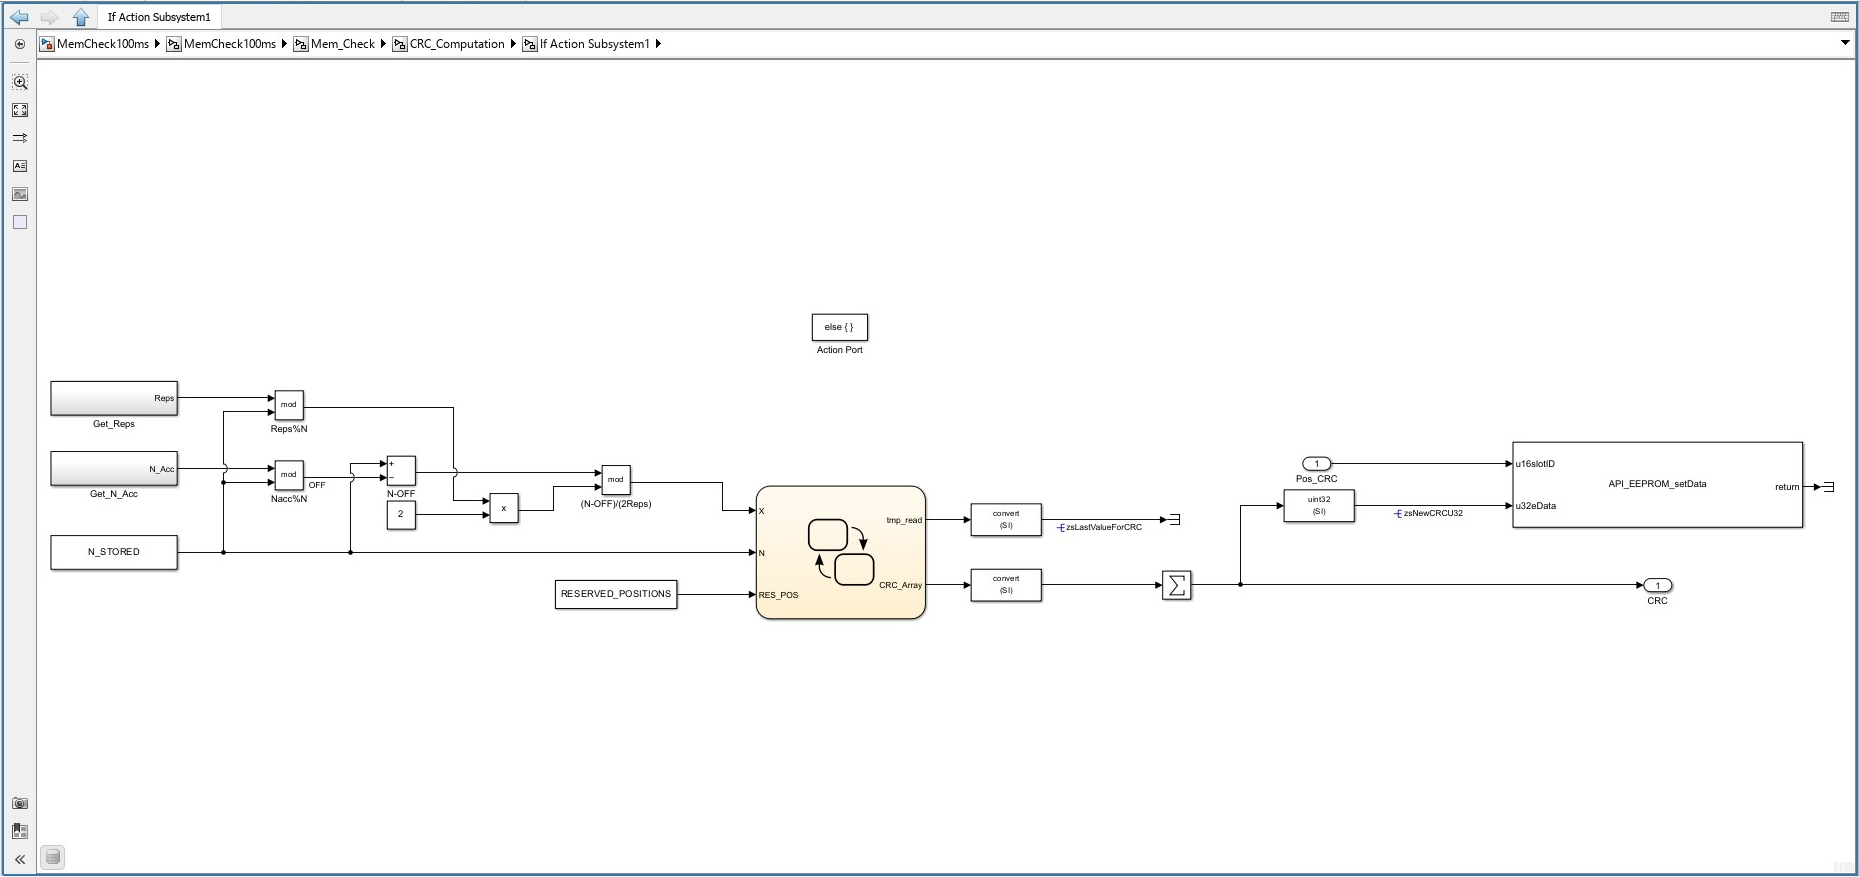 If Action Subsystem1
MemCheck100ms MemCheck100ms Mem_Check CRC_Computation If Action Subsystem1
else { }
Action Port
Reps
Get_Reps
mod
Reps%N
N_Acc
Get_N_Acc
mod
Nacc%N
OFF
+
−
N-OFF
2
x
mod
(N-OFF)/(2Reps)
N_STORED
RESERVED_POSITIONS
X
N
RES_POS
tmp_read
CRC_Array
convert
(SI)
zsLastValueForCRC
convert
(SI)
Σ
1
Pos_CRC
uint32
(SI)
zsNewCRCU32
u16slotID
u32eData
API_EEPROM_setData
return
1
CRC